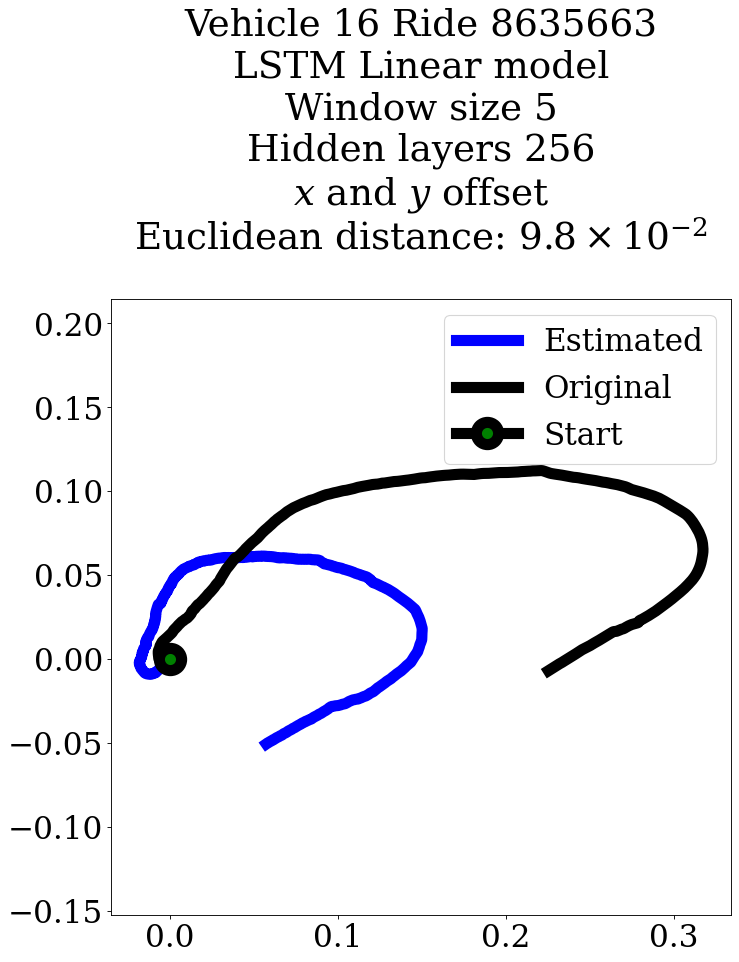 Vehicle 16 Ride 8635663
LSTM Linear model
Window size 5
Hidden layers 256
x and y offset
Euclidean distance: 9.8 × 10⁻²
Estimated
Original
Start
0.20
0.15
0.10
0.05
0.00
−0.05
−0.10
−0.15
0.0 0.1 0.2 0.3